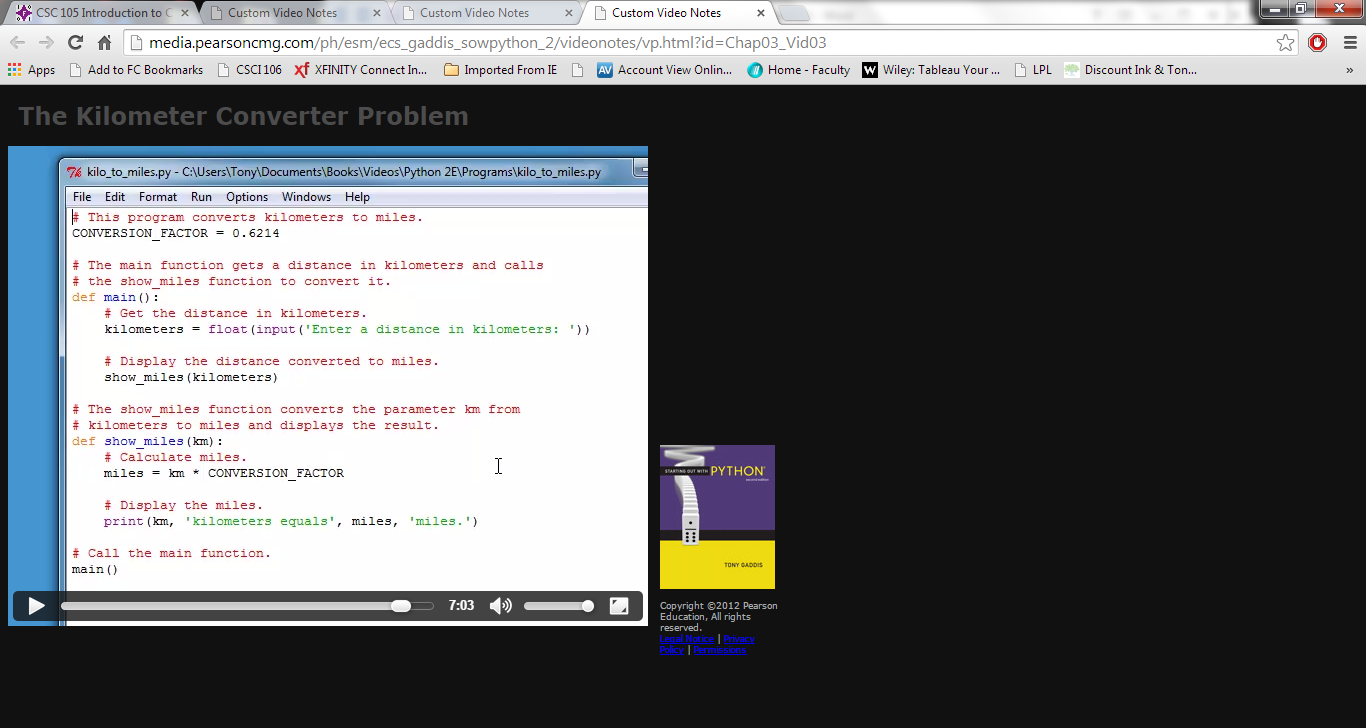 CSC 105 Introduction to C
Custom Video Notes
Custom Video Notes
Custom Video Notes
media.pearsoncmg.com/ph/esm/ecs_gaddis_sowpython_2/videonotes/vp.html?id=Chap03_Vid03
Apps Add to FC Bookmarks CSCI106 Xf XFINITY Connect In... Imported From IE AV Account View Onlin... Home - Faculty W Wiley: Tableau Your ... LPL Discount Ink & Ton... »
The Kilometer Converter Problem
kilo_to_miles.py - C:\Users\Tony\Documents\Books\Videos\Python 2E\Programs\kilo_to_miles.py
File Edit Format Run Options Windows Help
# This program converts kilometers to miles.
CONVERSION_FACTOR = 0.6214
# The main function gets a distance in kilometers and calls
# the show_miles function to convert it.
def main():
# Get the distance in kilometers.
kilometers = float(input('Enter a distance in kilometers: '))
# Display the distance converted to miles.
show_miles(kilometers)
# The show_miles function converts the parameter km from
# kilometers to miles and displays the result.
def show_miles(km):
# Calculate miles.
miles = km * CONVERSION_FACTOR
# Display the miles.
print(km, 'kilometers equals', miles, 'miles.')
# Call the main function.
main()
7:03
STARTING OUT WITH PYTHON
second edition
TONY GADDIS
Copyright ©2012 Pearson
Education, All rights
reserved.
Legal Notice | Privacy
Policy | Permissions